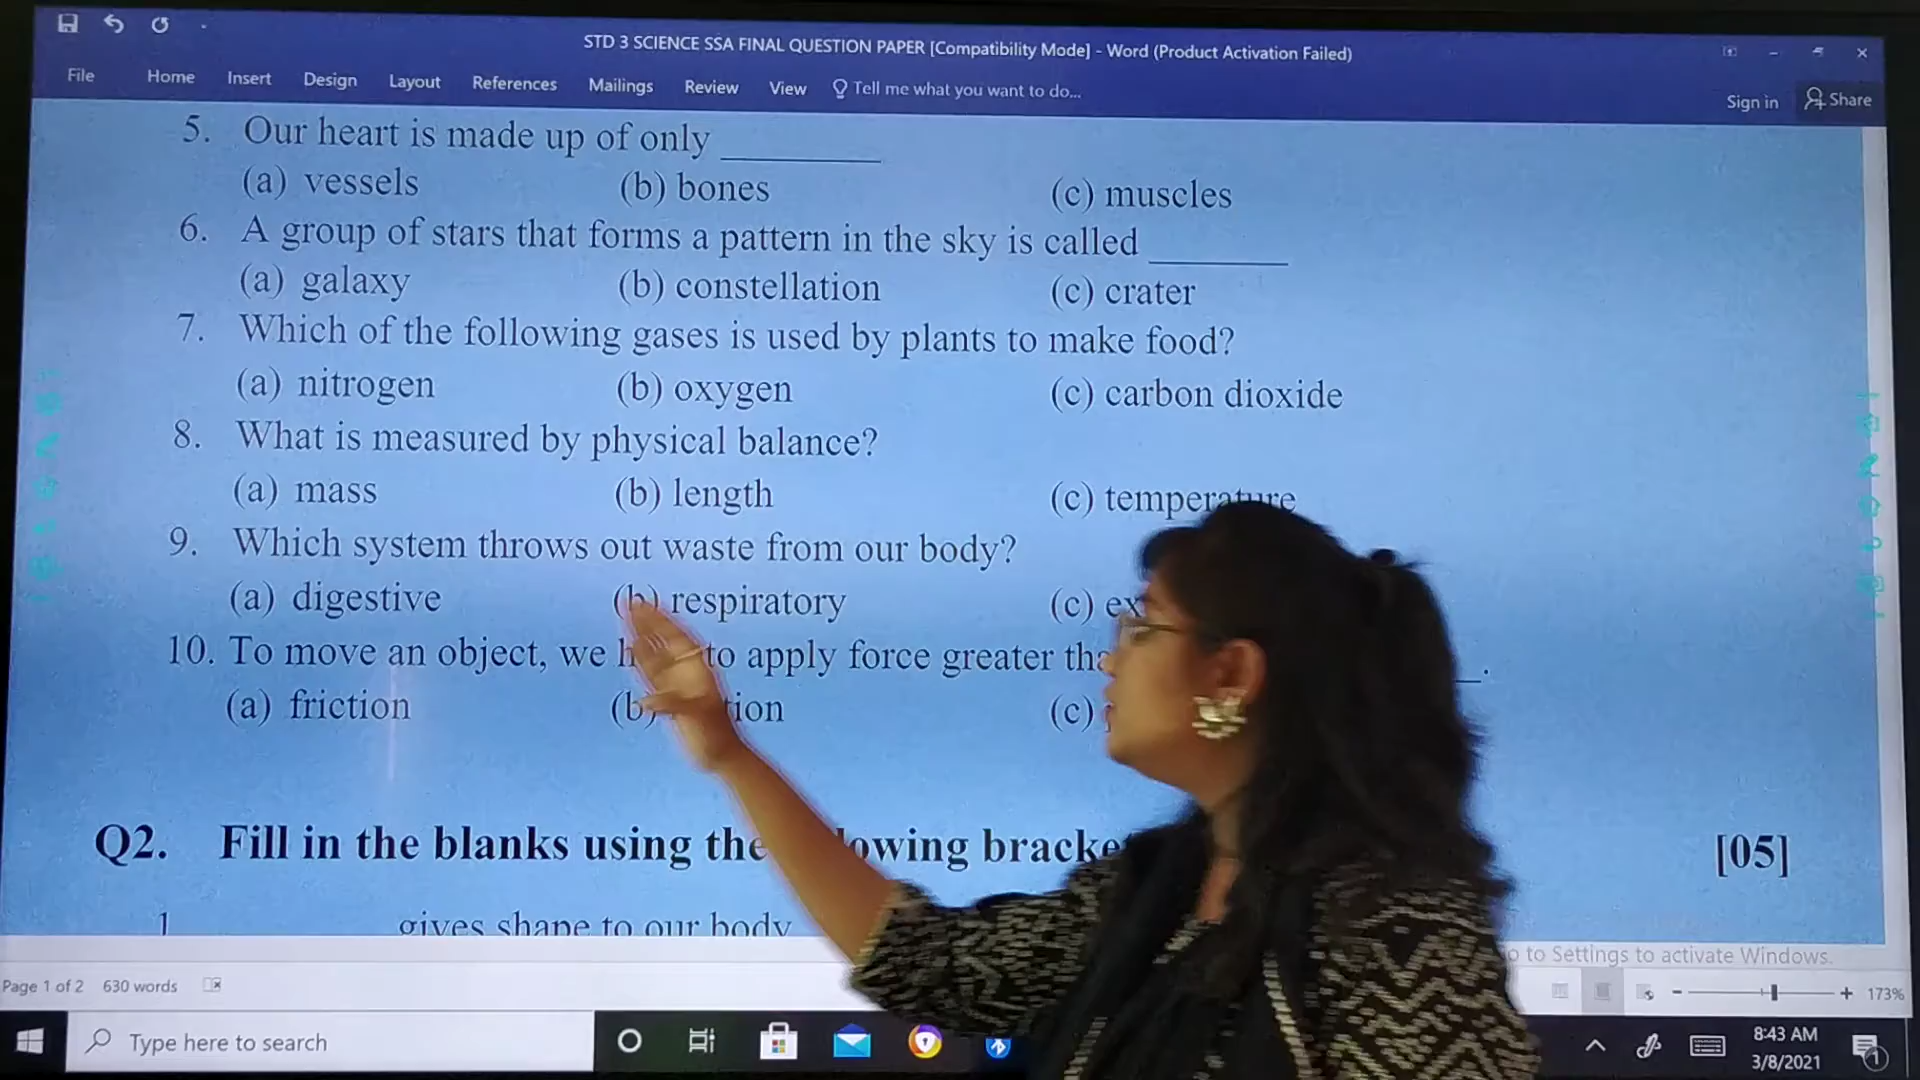 STD 3 SCIENCE SSA FINAL QUESTION PAPER [Compatibility Mode] - Word (Product Activation Failed)
File Home Insert Design Layout References Mailings Review View Tell me what you want to do... Sign in Share
5. Our heart is made up of only ________
(a) vessels (b) bones (c) muscles
6. A group of stars that forms a pattern in the sky is called _______
(a) galaxy (b) constellation (c) crater
7. Which of the following gases is used by plants to make food?
(a) nitrogen (b) oxygen (c) carbon dioxide
8. What is measured by physical balance?
(a) mass (b) length (c) temperature
9. Which system throws out waste from our body?
(a) digestive (b) respiratory (c)
10. To move an object, we to apply force greater
(a) friction (b) (c)
Q2. Fill in the blanks using the [05]
1 gives shape to our body
to Settings to activate Windows.
Page 1 of 2 630 words 173%
Type here to search
8:43 AM
3/8/2021
1